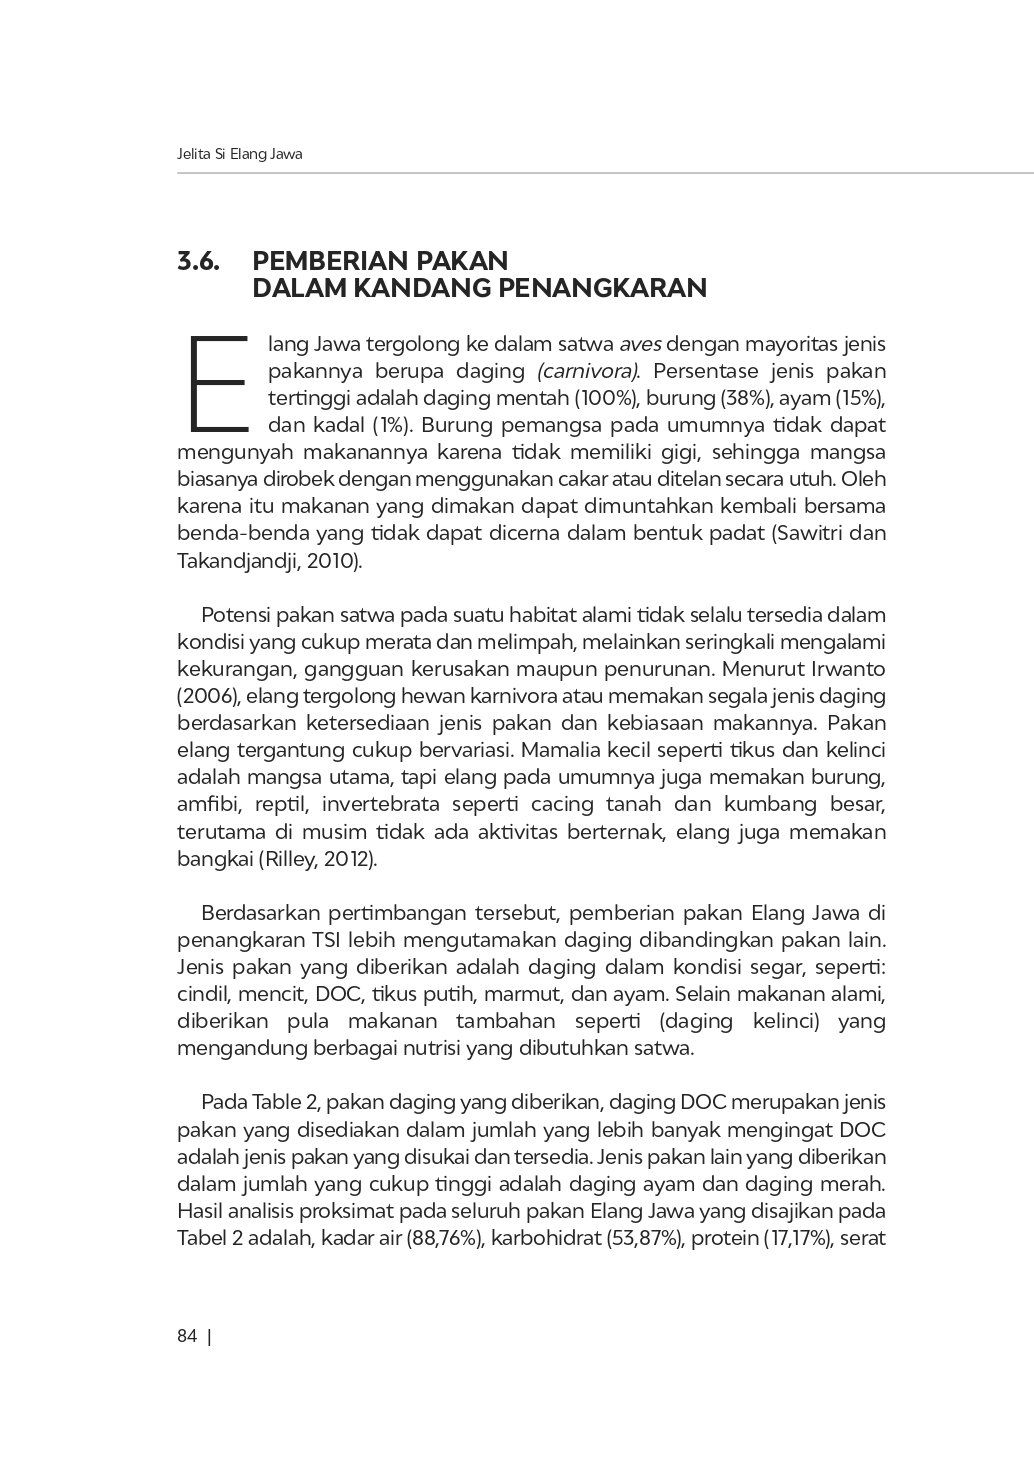 Jelita Si Elang Jawa
3.6. PEMBERIAN PAKAN
DALAM KANDANG PENANGKARAN
Elang Jawa tergolong ke dalam satwa aves dengan mayoritas jenis
pakannya berupa daging (carnivora). Persentase jenis pakan
tertinggi adalah daging mentah (100%), burung (38%), ayam (15%),
dan kadal (1%). Burung pemangsa pada umumnya tidak dapat
mengunyah makanannya karena tidak memiliki gigi, sehingga mangsa
biasanya dirobek dengan menggunakan cakar atau ditelan secara utuh. Oleh
karena itu makanan yang dimakan dapat dimuntahkan kembali bersama
benda-benda yang tidak dapat dicerna dalam bentuk padat (Sawitri dan
Takandjandji, 2010).
Potensi pakan satwa pada suatu habitat alami tidak selalu tersedia dalam
kondisi yang cukup merata dan melimpah, melainkan seringkali mengalami
kekurangan, gangguan kerusakan maupun penurunan. Menurut Irwanto
(2006), elang tergolong hewan karnivora atau memakan segala jenis daging
berdasarkan ketersediaan jenis pakan dan kebiasaan makannya. Pakan
elang tergantung cukup bervariasi. Mamalia kecil seperti tikus dan kelinci
adalah mangsa utama, tapi elang pada umumnya juga memakan burung,
amfibi, reptil, invertebrata seperti cacing tanah dan kumbang besar,
terutama di musim tidak ada aktivitas berternak, elang juga memakan
bangkai (Rilley, 2012).
Berdasarkan pertimbangan tersebut, pemberian pakan Elang Jawa di
penangkaran TSI lebih mengutamakan daging dibandingkan pakan lain.
Jenis pakan yang diberikan adalah daging dalam kondisi segar, seperti:
cindil, mencit, DOC, tikus putih, marmut, dan ayam. Selain makanan alami,
diberikan pula makanan tambahan seperti (daging kelinci) yang
mengandung berbagai nutrisi yang dibutuhkan satwa.
Pada Table 2, pakan daging yang diberikan, daging DOC merupakan jenis
pakan yang disediakan dalam jumlah yang lebih banyak mengingat DOC
adalah jenis pakan yang disukai dan tersedia. Jenis pakan lain yang diberikan
dalam jumlah yang cukup tinggi adalah daging ayam dan daging merah.
Hasil analisis proksimat pada seluruh pakan Elang Jawa yang disajikan pada
Tabel 2 adalah, kadar air (88,76%), karbohidrat (53,87%), protein (17,17%), serat
84 |